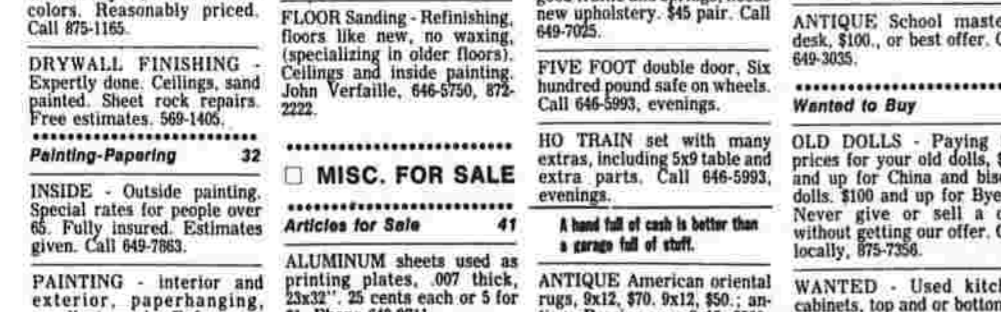 colors. Reasonably priced.
Call 875-1165.
DRYWALL FINISHING -
Expertly done. Ceilings, sand
painted. Sheet rock repairs.
Free estimates. 569-1405.
Painting-Papering 32
INSIDE - Outside painting.
Special rates for people over
65. Fully insured. Estimates
given. Call 649-7863.
PAINTING - interior and
exterior, paperhanging,
FLOOR Sanding - Refinishing,
floors like new, no waxing,
(specializing in older floors).
Ceilings and inside painting.
John Verfaille, 646-5750, 872-
2222.
☐ MISC. FOR SALE
Articles for Sale 41
ALUMINUM sheets used as
printing plates, .007 thick,
23x32". 25 cents each or 5 for
new upholstery. $45 pair. Call
649-7025.
FIVE FOOT double door, Six
hundred pound safe on wheels.
Call 646-5993, evenings.
HO TRAIN set with many
extras, including 5x9 table and
extra parts. Call 646-5993,
evenings.
A hand full of cash is better than
a garage full of stuff.
ANTIQUE American oriental
rugs, 9x12, $70. 9x12, $50.; an-
ANTIQUE School
desk, $100., or best offer.
649-3035.
Wanted to Buy
OLD DOLLS - Paying
prices for your old dolls,
and up for China and
dolls. $100 and up for
Never give or sell a
without getting our offer.
locally, 875-7356.
WANTED - Used
cabinets, top and or